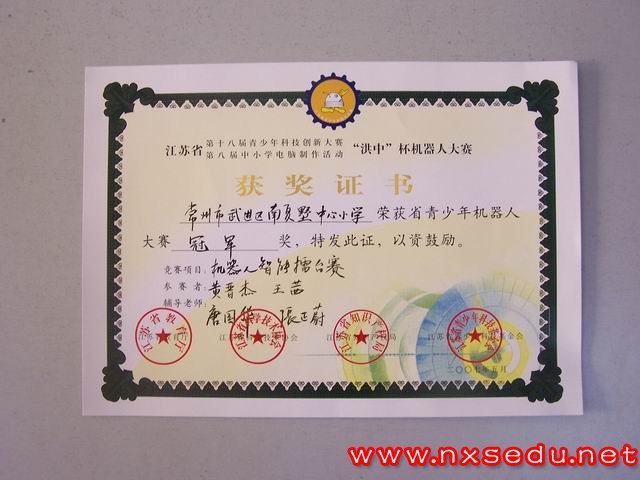 江苏省 第十八届青少年科技创新大赛 “洪中”杯机器人大赛
第八届中小学电脑制作活动
获奖证书
常州市武进区南夏墅中心小学 荣获省青少年机器人
大赛 冠军 奖，特发此证，以资鼓励。
竞赛项目：机器人智能擂台赛
参赛者：黄晋杰 王茜
辅导老师：唐国 张正蔚
江苏省教育厅 江苏省科学技术协会 江苏省知识产权局 江苏省青少年科技 基金会
二〇〇七年五月
www.nxsedu.net